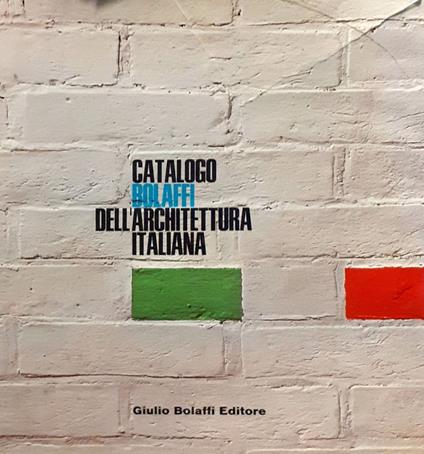 CATALOGO
BOLAFFI
DELL'ARCHITETTURA
ITALIANA
Giulio Bolaffi Editore